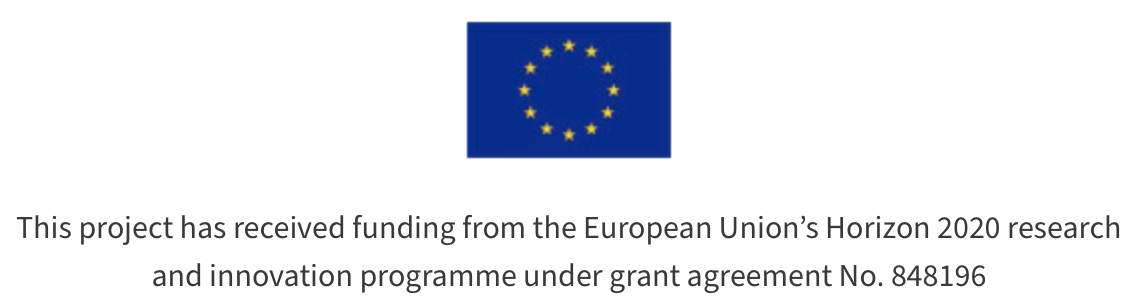 This project has received funding from the European Union’s Horizon 2020 research
and innovation programme under grant agreement No. 848196